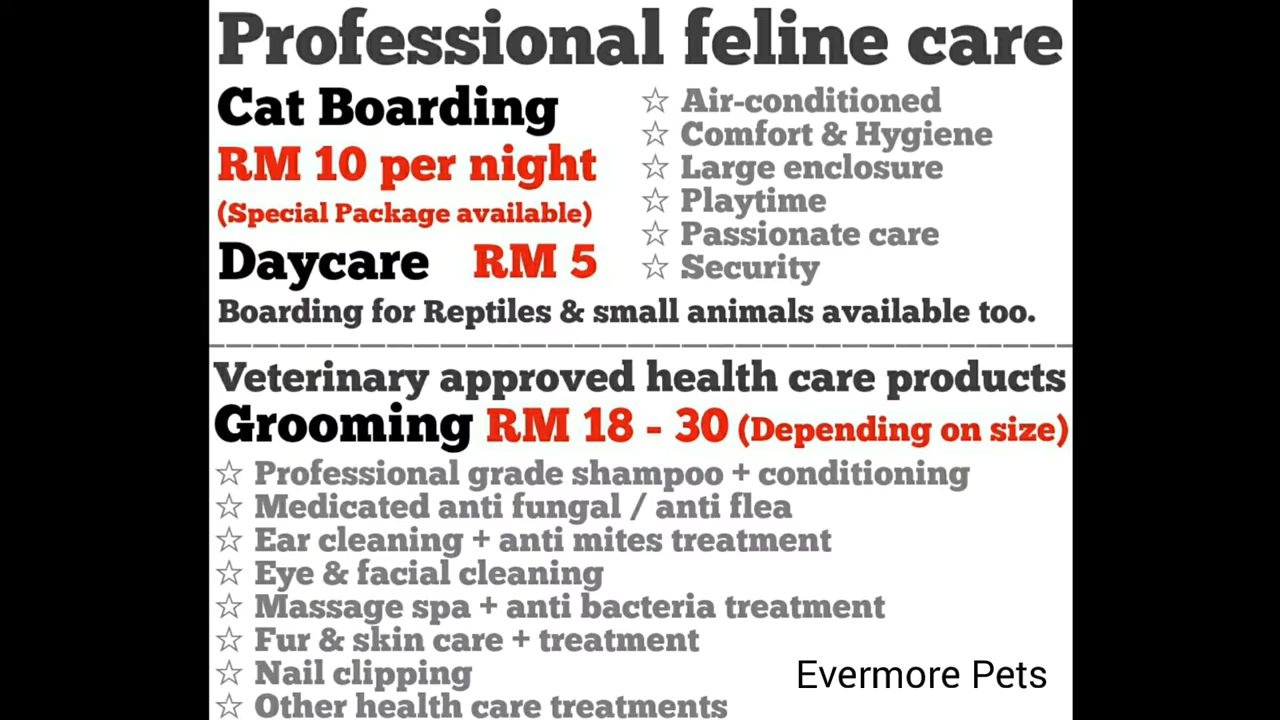 Professional feline care
Cat Boarding
RM 10 per night
(Special Package available)
Daycare RM 5
☆ Air-conditioned
☆ Comfort & Hygiene
☆ Large enclosure
☆ Playtime
☆ Passionate care
☆ Security
Boarding for Reptiles & small animals available too.
Veterinary approved health care products
Grooming RM 18 - 30 (Depending on size)
☆ Professional grade shampoo + conditioning
☆ Medicated anti fungal / anti flea
☆ Ear cleaning + anti mites treatment
☆ Eye & facial cleaning
☆ Massage spa + anti bacteria treatment
☆ Fur & skin care + treatment
☆ Nail clipping
☆ Other health care treatments
Evermore Pets